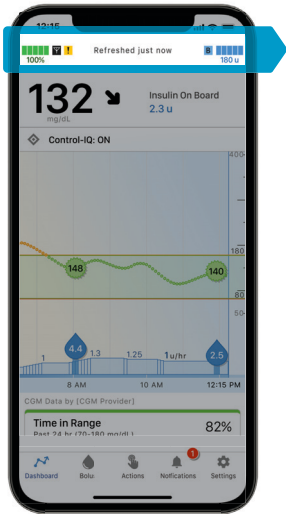 12:15
! Refreshed just now B
100% 180 u
132
mg/dL
Insulin On Board
2.3 u
Control-IQ: ON
400
148
140
180
80
50
4.4
2.5
1 1.3 1.25 1u/hr
8 AM 10 AM 12:15 PM
CGM Data by [CGM Provider]
Time in Range
82%
Past 24 hr (70-180 mg/dL)
1
Dashboard Bolu Actions Notifications Settings